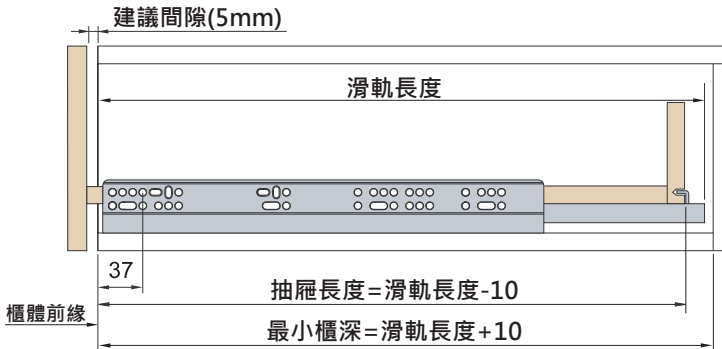 建議間隙(5mm)
滑軌長度
37
抽屜長度=滑軌長度-10
櫃體前緣
最小櫃深=滑軌長度+10